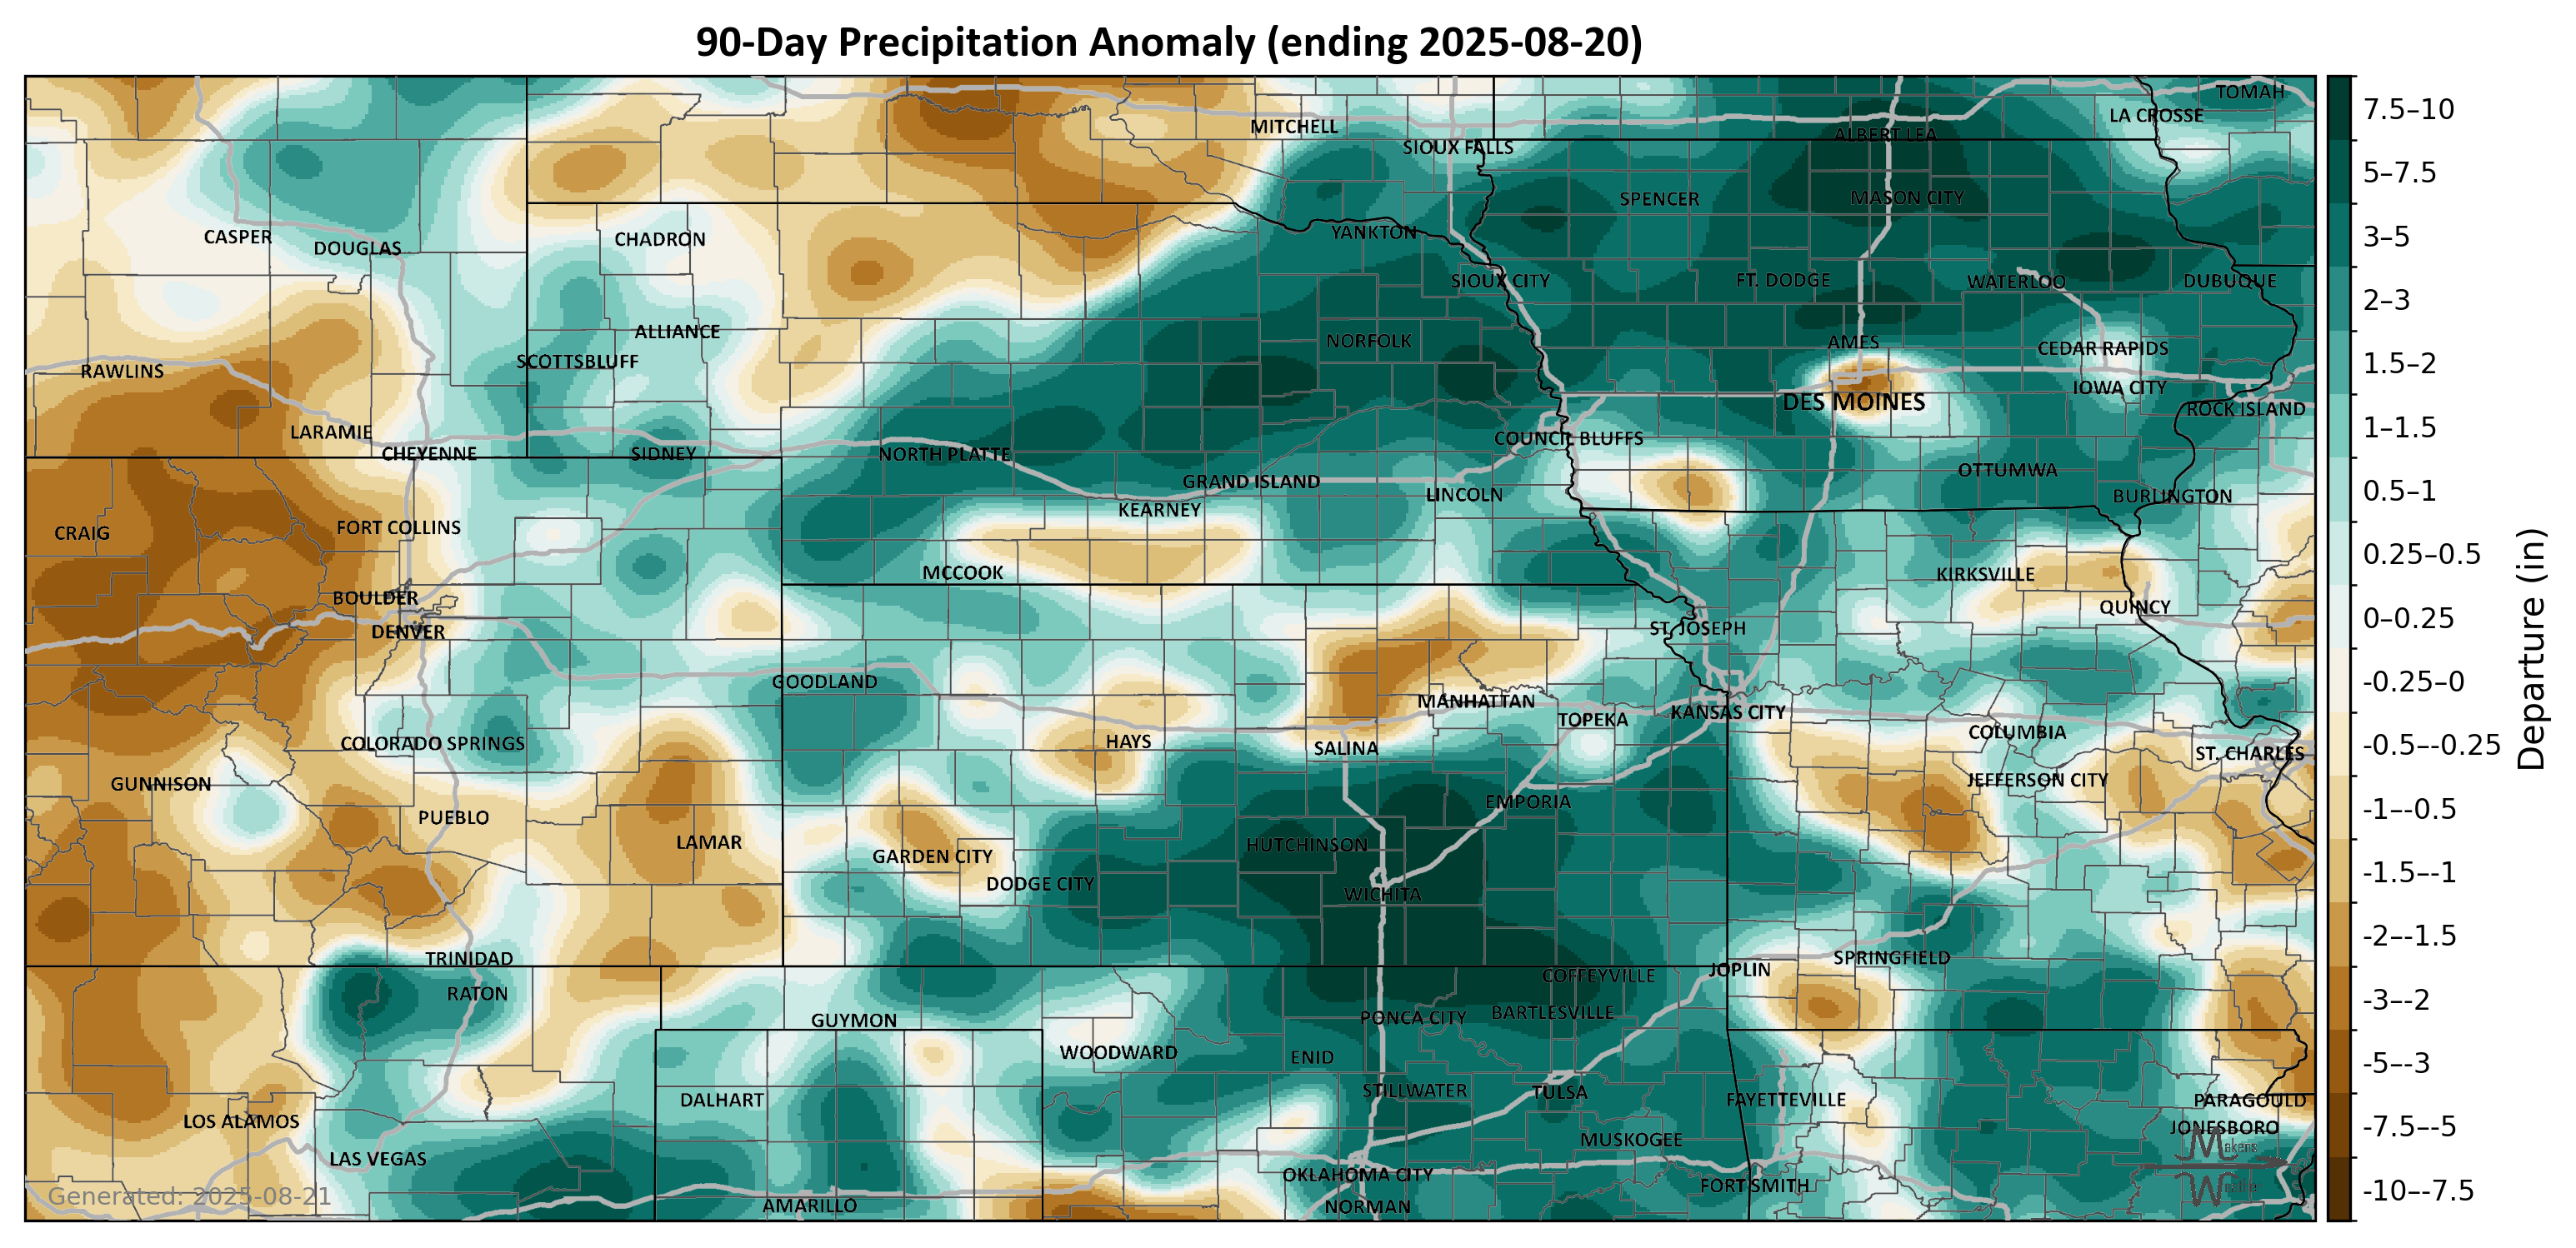 90-Day Precipitation Anomaly (ending 2025-08-20)
TOMAH
LA CROSSE
MITCHELL
ALBERT LEA
SIOUX FALLS
SPENCER
MASON CITY
CASPER
DOUGLAS
CHADRON
YANKTON
SIOUX CITY
FT. DODGE
WATERLOO
DUBUQUE
ALLIANCE
NORFOLK
AMES
CEDAR RAPIDS
SCOTTSBLUFF
RAWLINS
IOWA CITY
DES MOINES
ROCK ISLAND
LARAMIE
COUNCIL BLUFFS
CHEYENNE
SIDNEY
NORTH PLATTE
OTTUMWA
GRAND ISLAND
LINCOLN
BURLINGTON
KEARNEY
CRAIG
FORT COLLINS
MCCOOK
KIRKSVILLE
BOULDER
QUINCY
DENVER
ST. JOSEPH
GOODLAND
MANHATTAN
TOPEKA
KANSAS CITY
COLUMBIA
COLORADO SPRINGS
HAYS
SALINA
ST. CHARLES
GUNNISON
JEFFERSON CITY
EMPORIA
PUEBLO
LAMAR
HUTCHINSON
GARDEN CITY
DODGE CITY
WICHITA
TRINIDAD
SPRINGFIELD
JOPLIN
COFFEYVILLE
RATON
GUYMON
PONCA CITY
BARTLESVILLE
WOODWARD
ENID
STILLWATER
TULSA
DALHART
FAYETTEVILLE
PARAGOULD
LOS ALAMOS
JONESBORO
MUSKOGEE
LAS VEGAS
OKLAHOMA CITY
FORT SMITH
AMARILLO
NORMAN
Generated: 2025-08-21
7.5–10
5–7.5
3–5
2–3
1.5–2
1–1.5
0.5–1
0.25–0.5
0–0.25
-0.25–0
-0.5–-0.25
-1–-0.5
-1.5–-1
-2–-1.5
-3–-2
-5–-3
-7.5–-5
-10–-7.5
Departure (in)